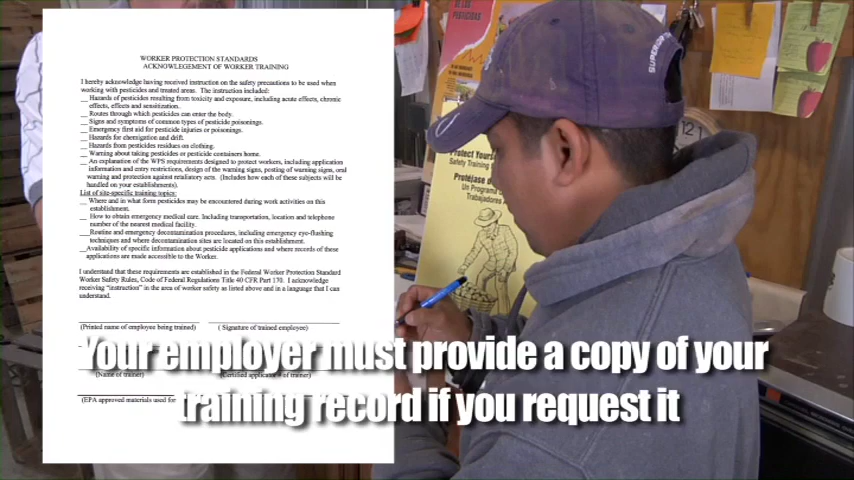 WORKER PROTECTION STANDARDS
ACKNOWLEGEMENT OF WORKER TRAINING
I hereby acknowledge having received instruction on the safety precautions to be used when
working with pesticides and treated areas. The instruction included:
__ Hazards of pesticides resulting from toxicity and exposure, including acute effects, chronic
effects, effects and sensitization.
__ Routes through which pesticides can enter the body.
__ Signs and symptoms of common types of pesticide poisonings.
__ Emergency first aid for pesticide injuries or poisonings.
__ Hazards for chemigation and drift.
__ Hazards from pesticides residues on clothing.
__ Warning about taking pesticides or pesticide containers home.
__ An explanation of the WPS requirements designed to protect workers, including application
information and entry restrictions, design of the warning signs, posting of warning signs, oral
warning and protection against retaliatory acts. (Includes how each of these subjects will be
handled on your establishments).
List of site-specific training topics:
__ Where and in what form pesticides may be encountered during work activities on this
establishment.
__ How to obtain emergency medical care. Including transportation, location and telephone
number of the nearest medical facility.
__Routine and emergency decontamination procedures, including emergency eye-flushing
techniques and where decontamination sites are located on this establishment.
__Availability of specific information about pesticide applications and where records of these
applications are made accessible to the Worker.
I understand that these requirements are established in the Federal Worker Protection Standard
Worker Safety Rules, Code of Federal Regulations Title 40 CFR Part 170. I acknowledge
receiving "instruction" in the area of worker safety as listed above and in a language that I can
understand.
(Printed name of employee being trained) ( Signature of trained employee)
(Name of trainer) (Certified applicator # of trainer)
(EPA approved materials used for
SUPERIOR
Protect Yourse
Safety Training
Protéjase
Un Programa
Trabajadores
12
Your employer must provide a copy of your
training record if you request it